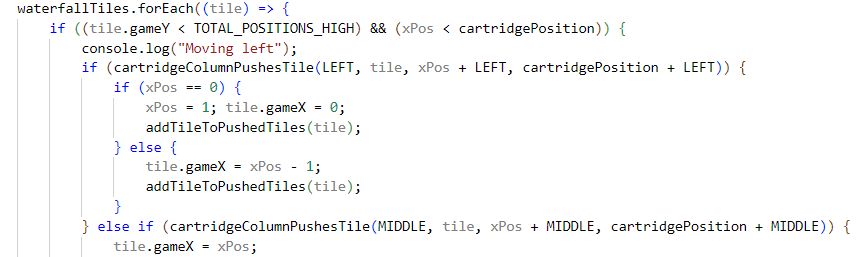 waterfallTiles.forEach((tile) => {
if ((tile.gameY < TOTAL_POSITIONS_HIGH) && (xPos < cartridgePosition)) {
console.log("Moving left");
if (cartridgeColumnPushesTile(LEFT, tile, xPos + LEFT, cartridgePosition + LEFT)) {
if (xPos == 0) {
xPos = 1; tile.gameX = 0;
addTileToPushedTiles(tile);
} else {
tile.gameX = xPos - 1;
addTileToPushedTiles(tile);
}
} else if (cartridgeColumnPushesTile(MIDDLE, tile, xPos + MIDDLE, cartridgePosition + MIDDLE)) {
tile.gameX = xPos;